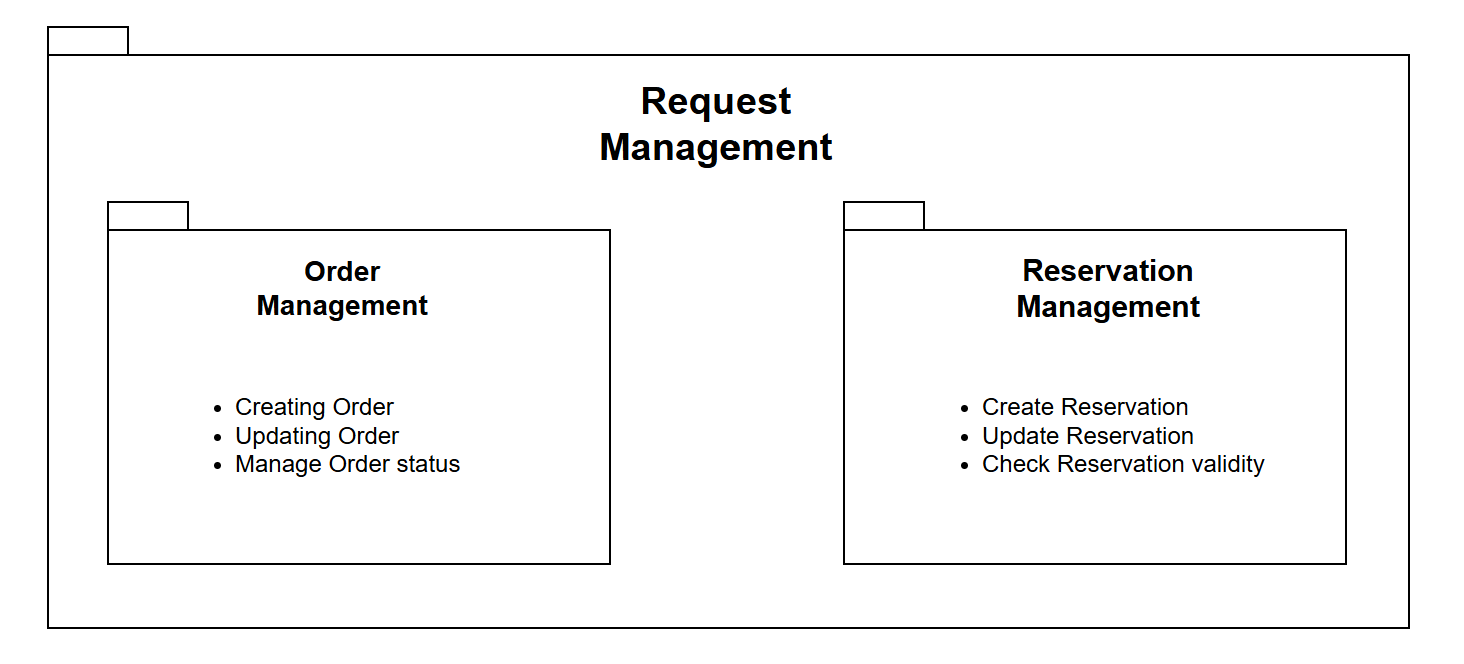 Request
Management
Order
Management
Creating Order
Updating Order
Manage Order status
Reservation
Management
Create Reservation
Update Reservation
Check Reservation validity